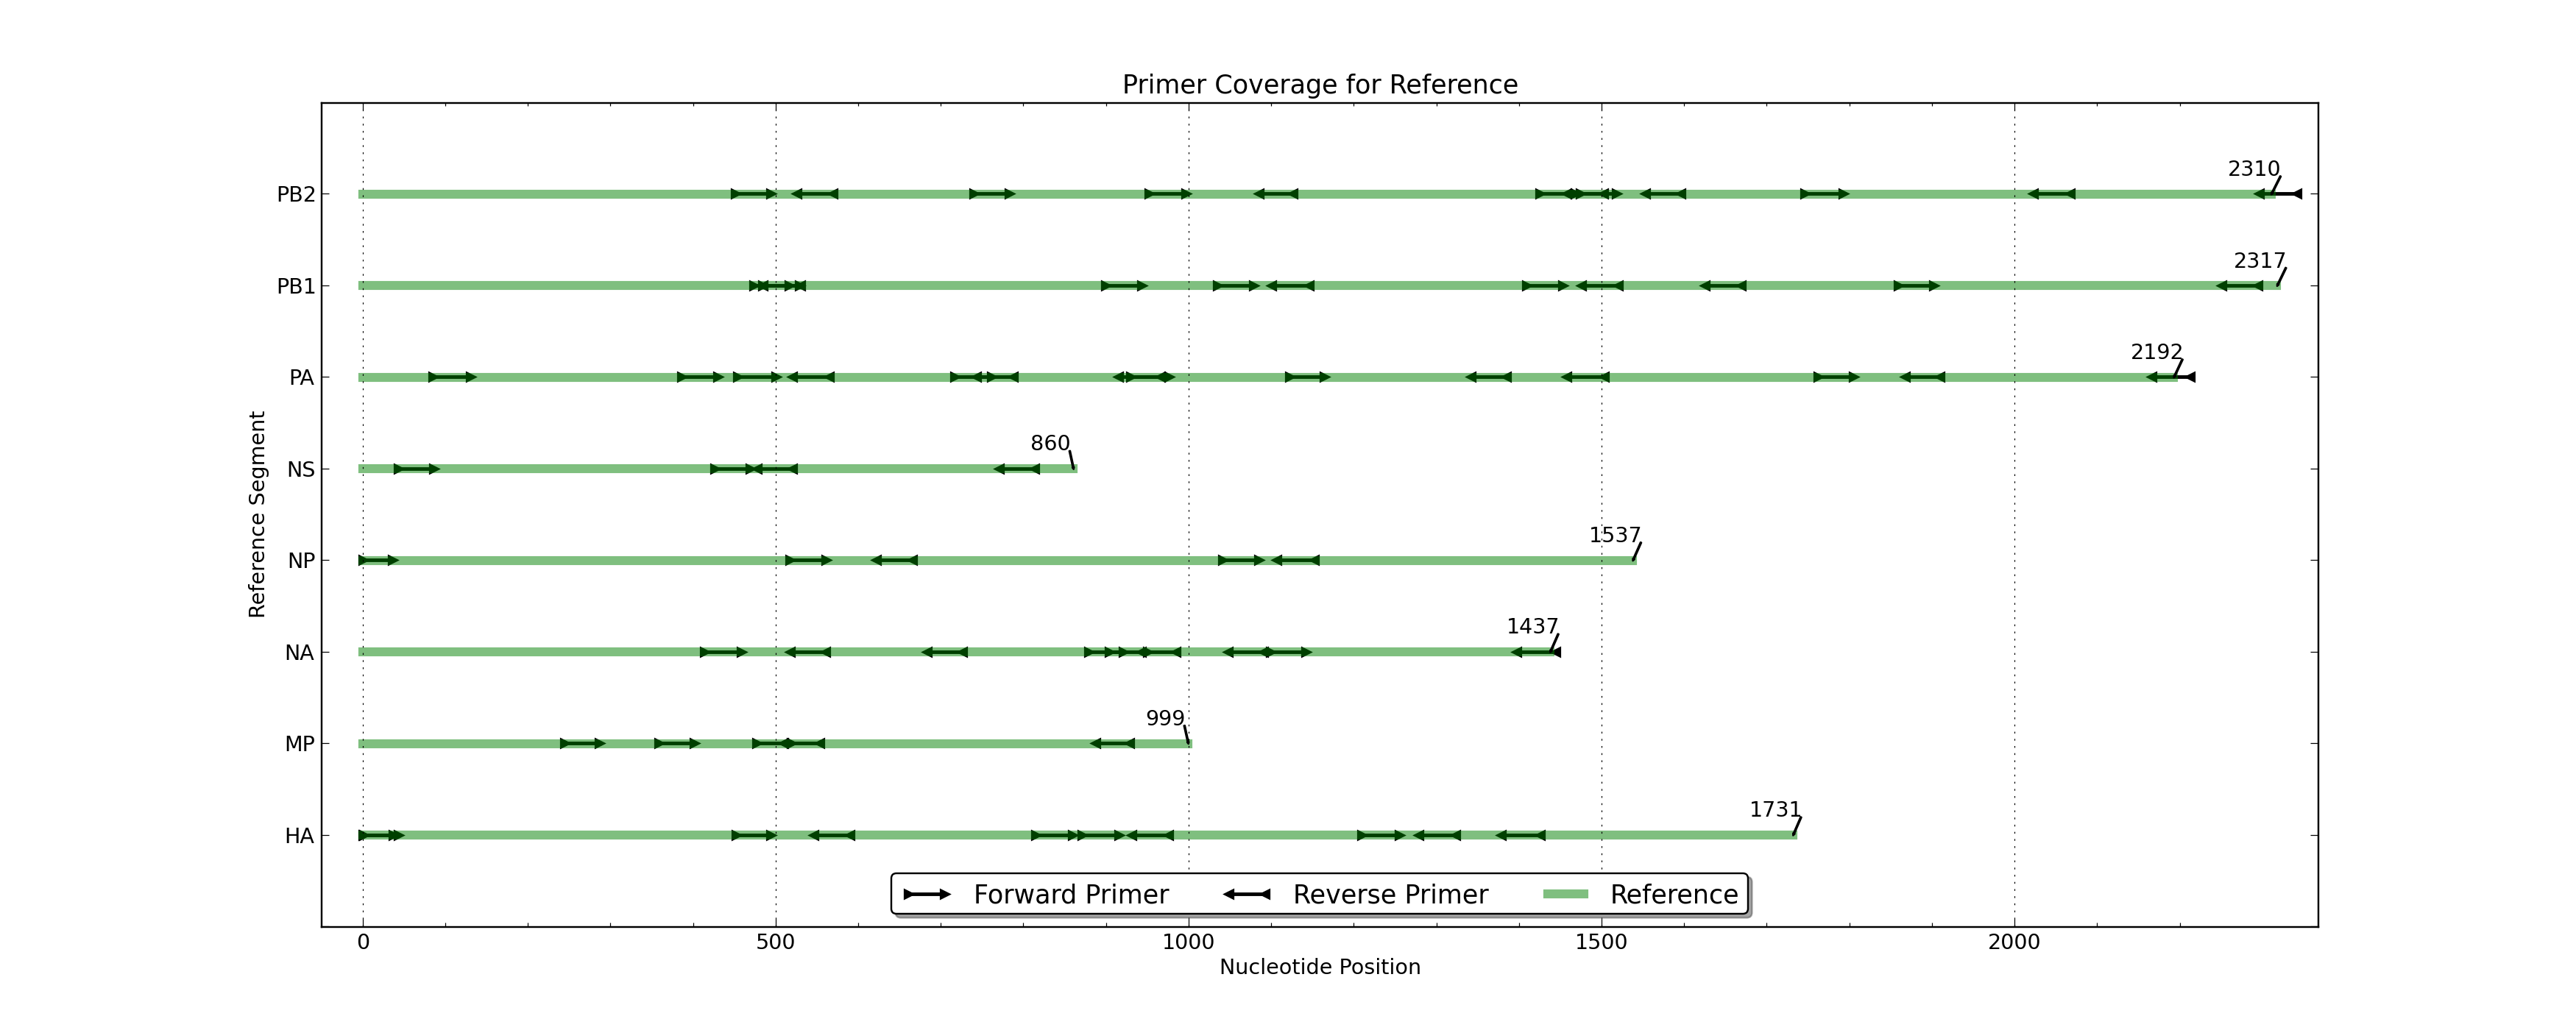 Primer Coverage for Reference
2310
PB2
2317
PB1
2192
PA
860
NS
1537
NP
1437
NA
999
MP
1731
HA
Reference Segment
Forward Primer Reverse Primer Reference
0 500 1000 1500 2000
Nucleotide Position